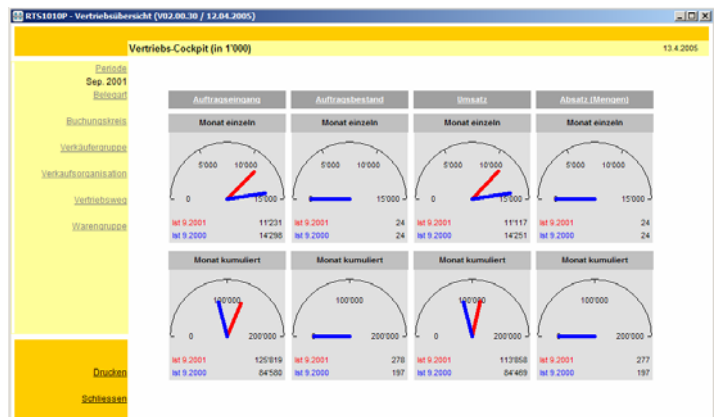 RTS1010P - Vertriebsübersicht (V02.00.30 / 12.04.2005)
Vertriebs-Cockpit (in 1'000) 13.4.2005
Periode
Sep. 2001
Belegart
Buchungskreis
Verkäufergruppe
Verkaufsorganisation
Vertriebsweg
Warengruppe
Drucken
Schliessen
Auftragseingang Auftragsbestand Umsatz Absatz (Mengen)
Monat einzeln Monat einzeln Monat einzeln Monat einzeln
5'000 10'000 5'000 10'000 5'000 10'000 5'000 10'000
0 15'000 15'000 0 15'000 15'000
Ist 9.2001 11'231 Ist 9.2001 24 Ist 9.2001 11'117 Ist 9.2001 24
Ist 9.2000 14'298 Ist 9.2000 24 Ist 9.2000 14'251 Ist 9.2000 24
Monat kumuliert Monat kumuliert Monat kumuliert Monat kumuliert
100'000 100'000 100'000 100'000
0 200'000 200'000 0 200'000 200'000
Ist 9.2001 125'819 Ist 9.2001 278 Ist 9.2001 113'858 Ist 9.2001 277
Ist 9.2000 84'580 Ist 9.2000 197 Ist 9.2000 84'469 Ist 9.2000 197